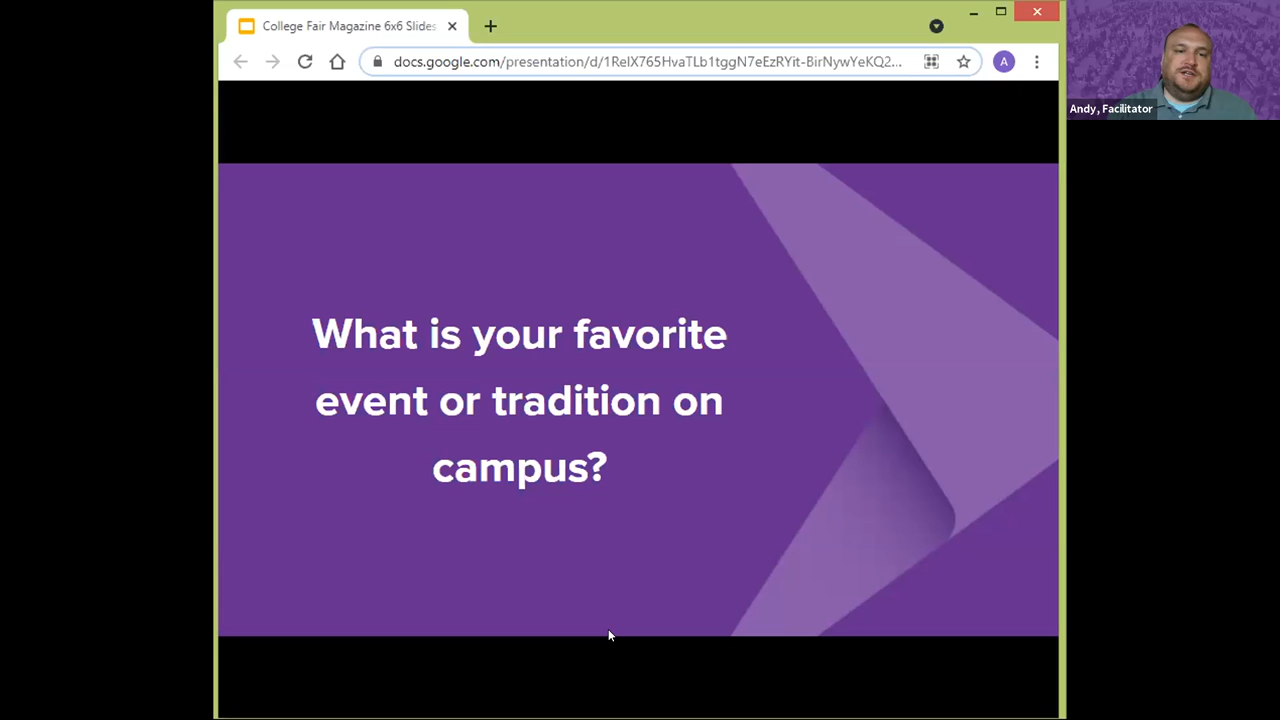 College Fair Magazine 6x6 Slides
docs.google.com/presentation/d/1RelX765HvaTLb1tggN7eEzRYit-BirNywYeKQ2...
A
Andy, Facilitator
What is your favorite
event or tradition on
campus?